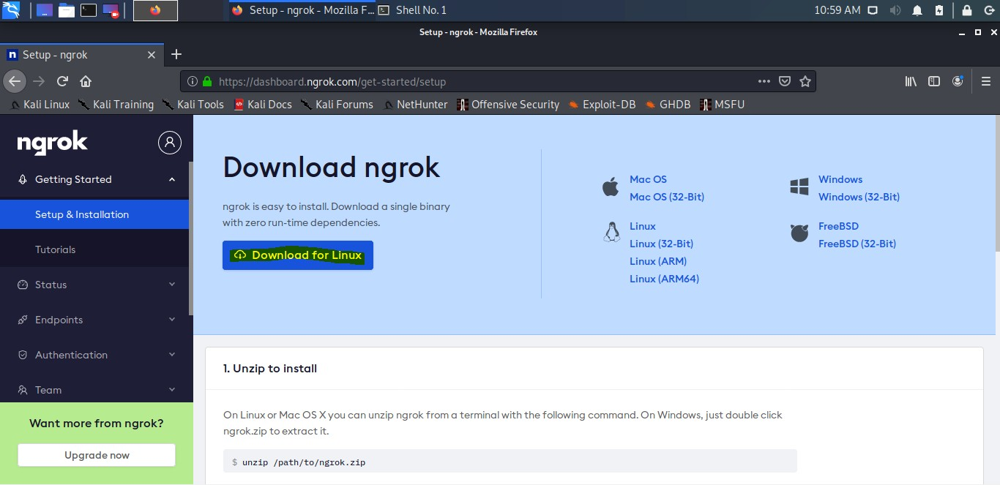 Setup - ngrok - Mozilla F...
Shell No. 1
10:59 AM
Setup - ngrok - Mozilla Firefox
n Setup - ngrok
https://dashboard.ngrok.com/get-started/setup
Kali Linux
Kali Training
Kali Tools
Kali Docs
Kali Forums
NetHunter
Offensive Security
Exploit-DB
GHDB
MSFU
ngrok
Getting Started
Setup & Installation
Tutorials
Status
Endpoints
Authentication
Team
Want more from ngrok?
Upgrade now
Download ngrok
ngrok is easy to install. Download a single binary
with zero run-time dependencies.
Download for Linux
Mac OS
Mac OS (32-Bit)
Linux
Linux (32-Bit)
Linux (ARM)
Linux (ARM64)
Windows
Windows (32-Bit)
FreeBSD
FreeBSD (32-Bit)
1. Unzip to install
On Linux or Mac OS X you can unzip ngrok from a terminal with the following command. On Windows, just double click
ngrok.zip to extract it.
$ unzip /path/to/ngrok.zip